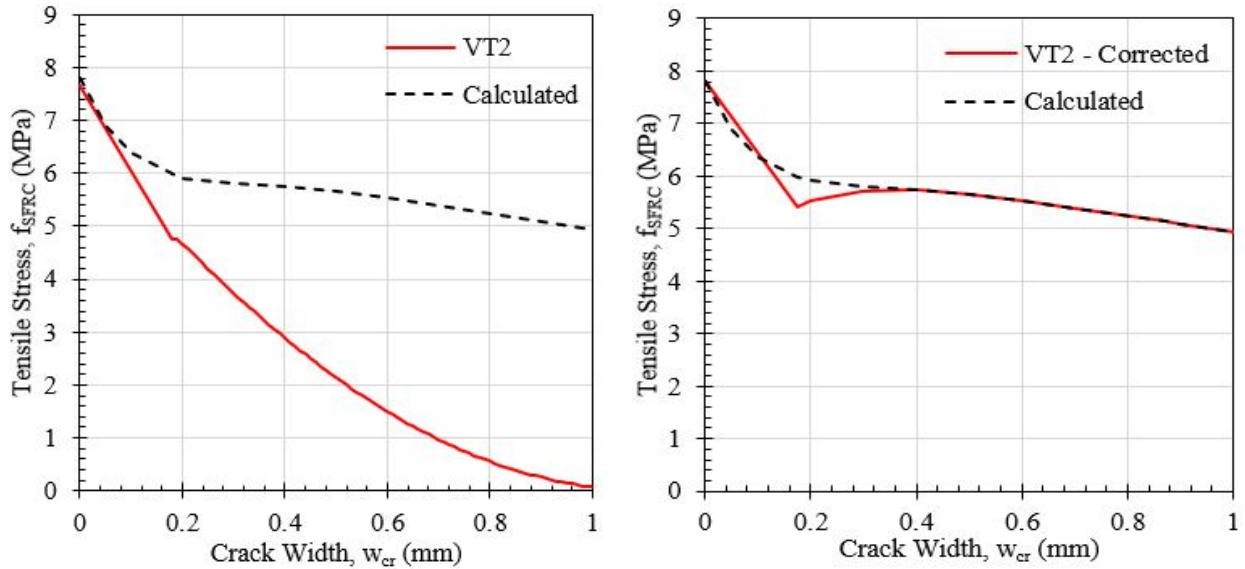 9
8
7
6
5
4
3
2
1
0
Tensile Stress, fSFRC (MPa)
VT2
Calculated
0 0.2 0.4 0.6 0.8 1
Crack Width, wcr (mm)
9
8
7
6
5
4
3
2
1
0
Tensile Stress, fSFRC (MPa)
VT2 - Corrected
Calculated
0 0.2 0.4 0.6 0.8 1
Crack Width, wcr (mm)